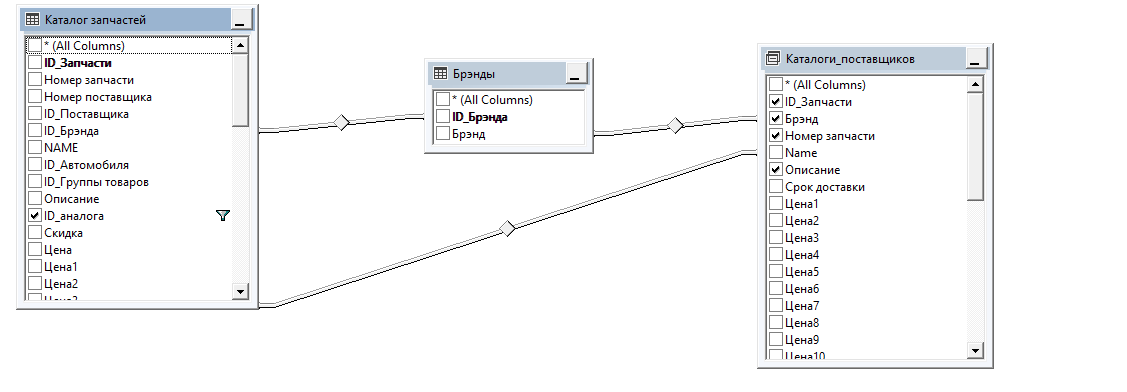 Каталог запчастей
* (All Columns)
ID_Запчасти
Номер запчасти
Номер поставщика
ID_Поставщика
ID_Брэнда
NAME
ID_Автомобиля
ID_Группы товаров
Описание
ID_аналога
Скидка
Цена
Цена1
Цена2
Цена3
Брэнды
* (All Columns)
ID_Брэнда
Брэнд
Каталоги_поставщиков
* (All Columns)
ID_Запчасти
Брэнд
Номер запчасти
Name
Описание
Срок доставки
Цена1
Цена2
Цена3
Цена4
Цена5
Цена6
Цена7
Цена8
Цена9
Цена10